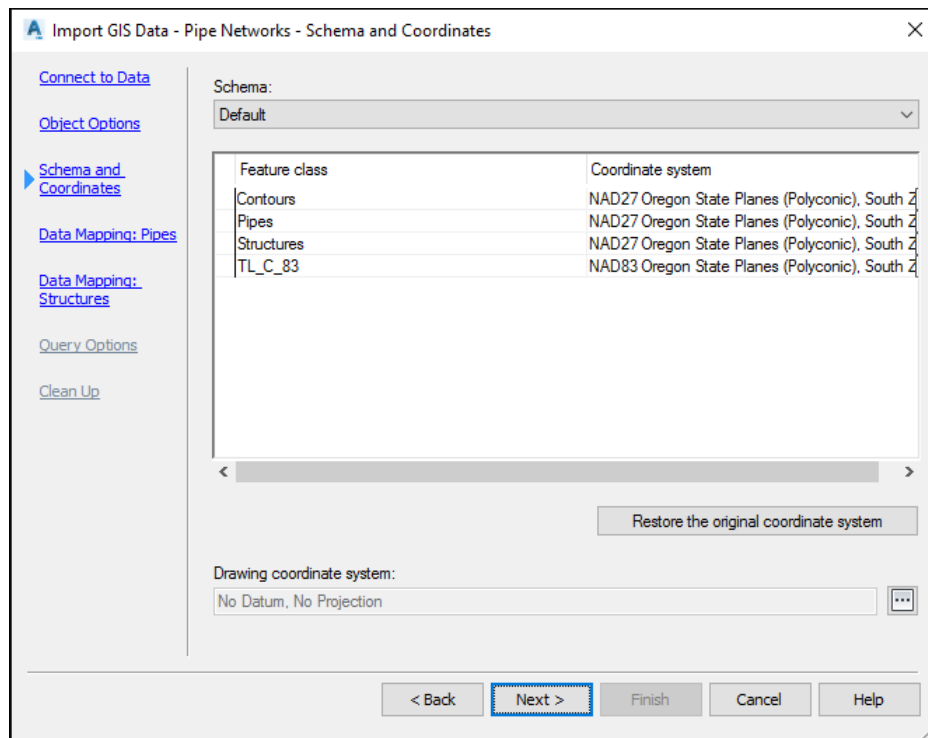 Import GIS Data - Pipe Networks - Schema and Coordinates
Connect to Data
Object Options
Schema and
Coordinates
Data Mapping: Pipes
Data Mapping:
Structures
Query Options
Clean Up
Schema:
Default
Feature class Coordinate system
Contours NAD27 Oregon State Planes (Polyconic), South Z
Pipes NAD27 Oregon State Planes (Polyconic), South Z
Structures NAD27 Oregon State Planes (Polyconic), South Z
TL_C_83 NAD83 Oregon State Planes (Polyconic), South Z
Restore the original coordinate system
Drawing coordinate system:
No Datum, No Projection
...
< Back Next > Finish Cancel Help